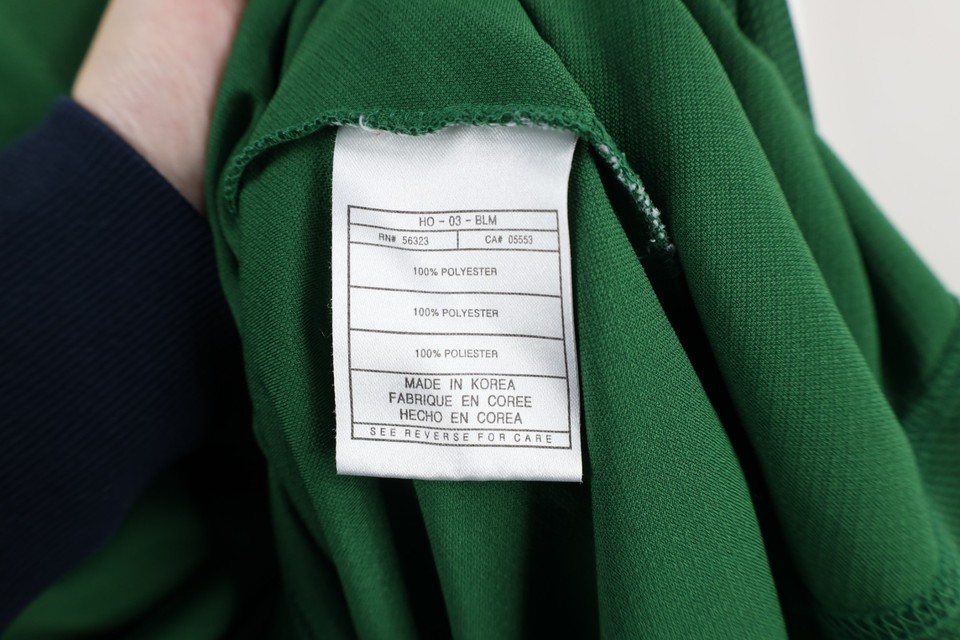 HO - 03 - BLM
RN# 56323 CA# 05553
100% POLYESTER
100% POLYESTER
100% POLIESTER
MADE IN KOREA
FABRIQUE EN COREE
HECHO EN COREA
SEE REVERSE FOR CARE